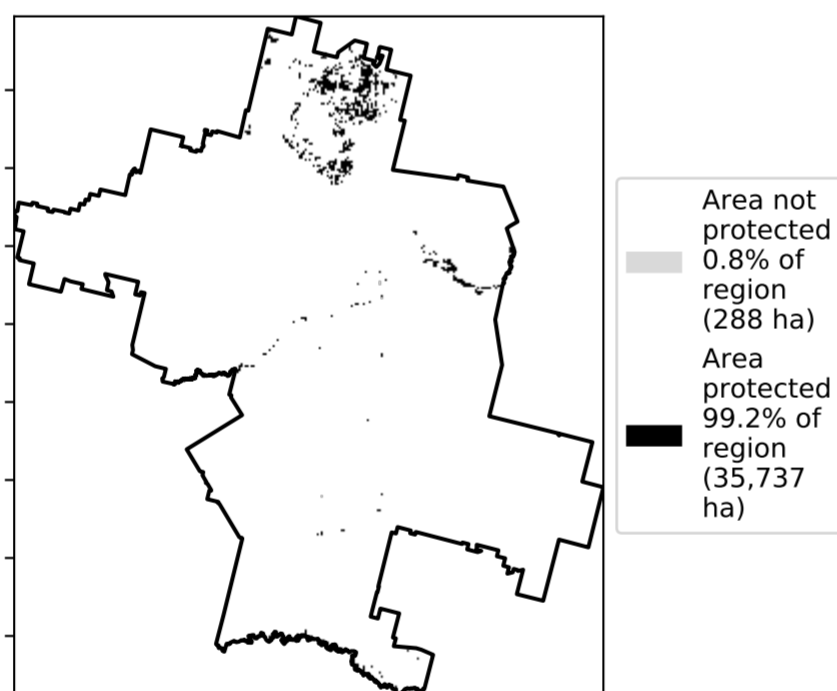 Area not
protected
0.8% of
region
(288 ha)
Area
protected
99.2% of
region
(35,737
ha)